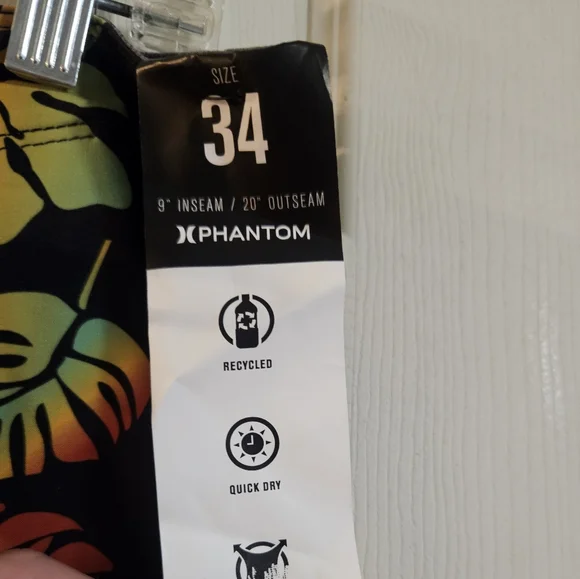 SIZE
34
9" INSEAM / 20" OUTSEAM
PHANTOM
RECYCLED
QUICK DRY